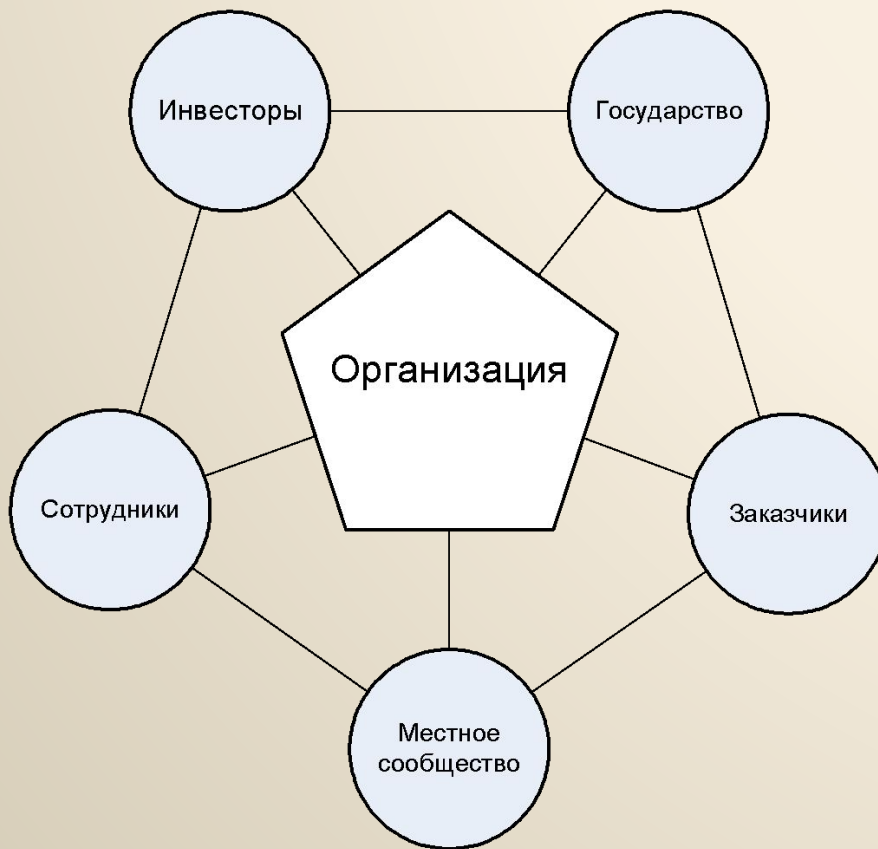 Инвесторы
Государство
Организация
Сотрудники
Заказчики
Местное
сообщество